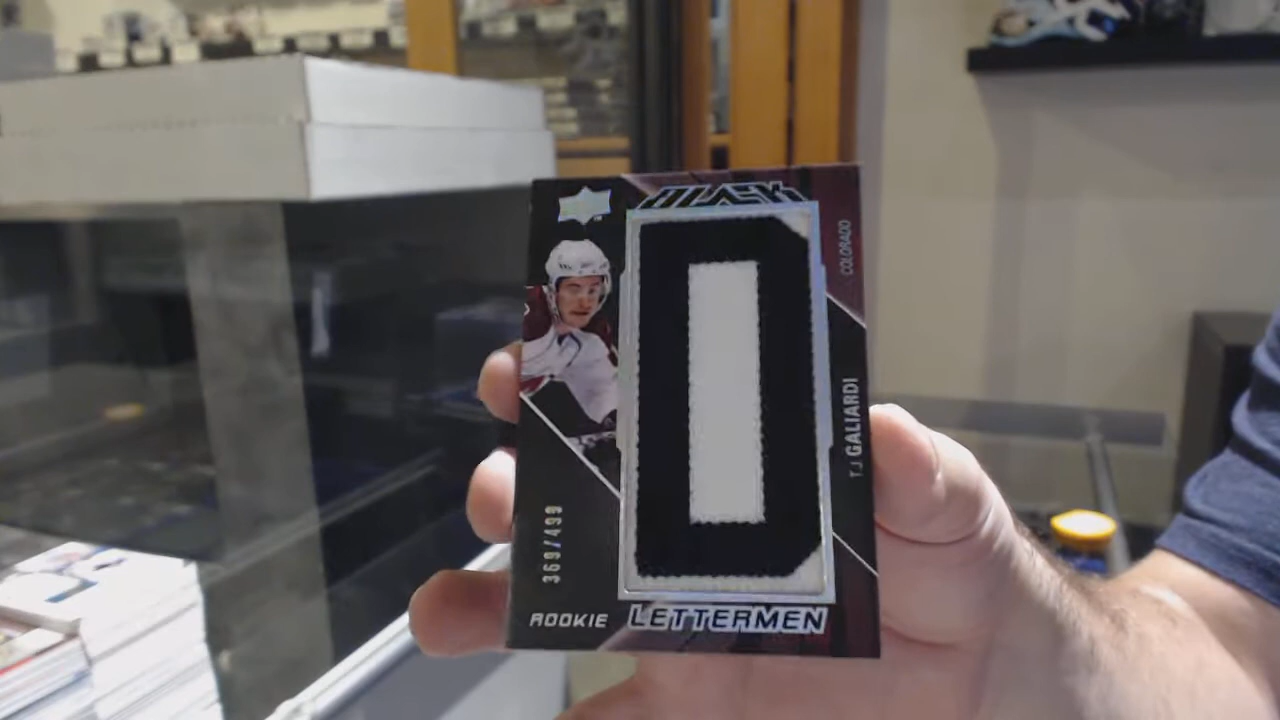 BLACK
COLORADO
D
TJ GALIARDI
369/499
ROOKIE LETTERMEN